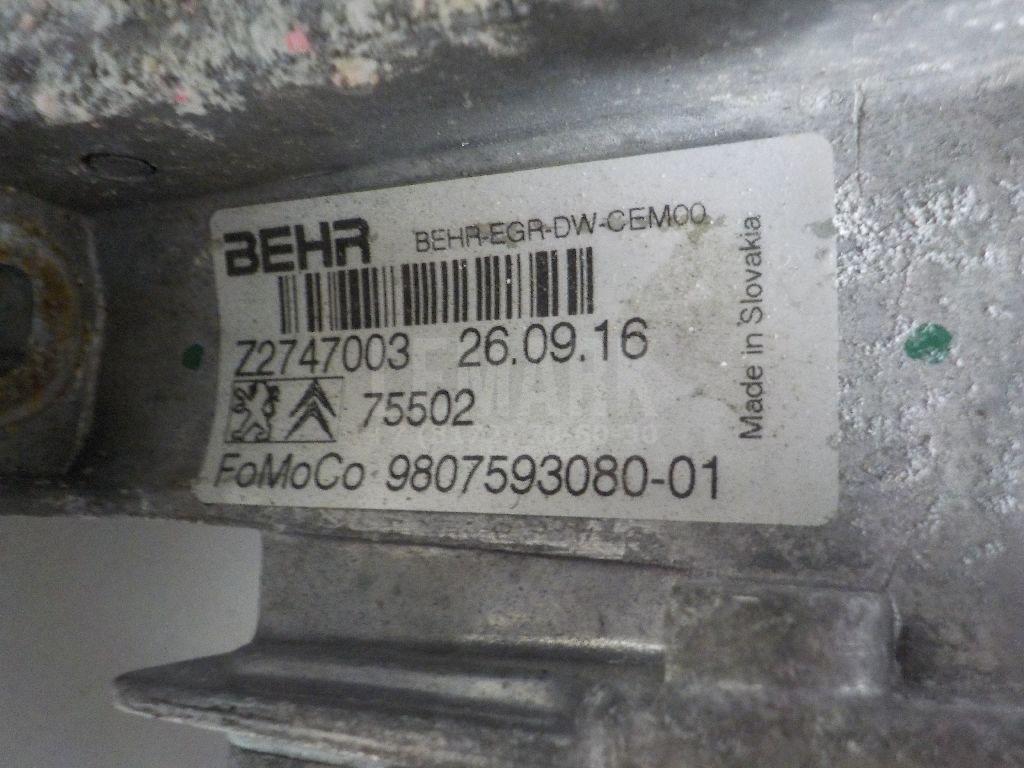 BEHR BEHR-EGR-DW-CEM00
Z2747003 26.09.16
75502
FoMoCo 9807593080-01
Made in Slovakia